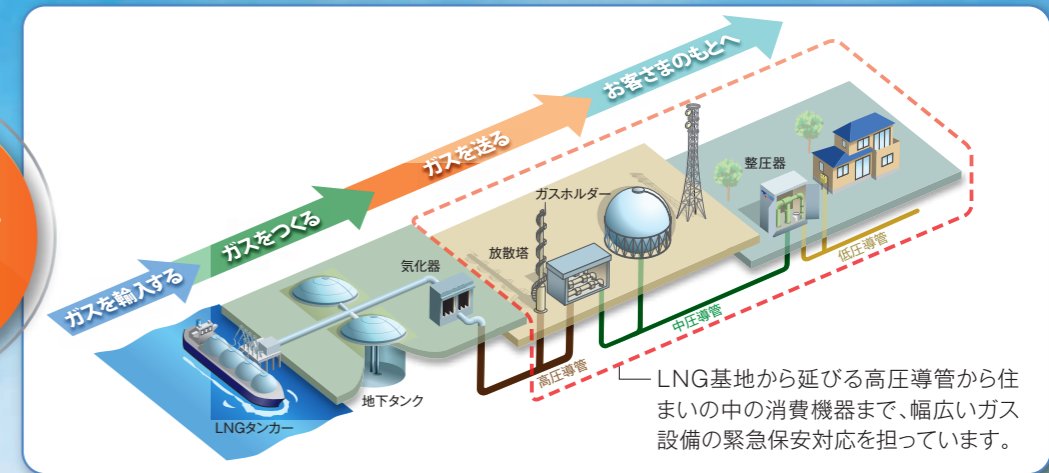 ガスを輸入する
ガスをつくる
ガスを送る
お客さまのもとへ
LNGタンカー
地下タンク
気化器
放散塔
ガスホルダー
整圧器
高圧導管
中圧導管
低圧導管
LNG基地から延びる高圧導管から住
まいの中の消費機器まで、幅広いガス
設備の緊急保安対応を担っています。